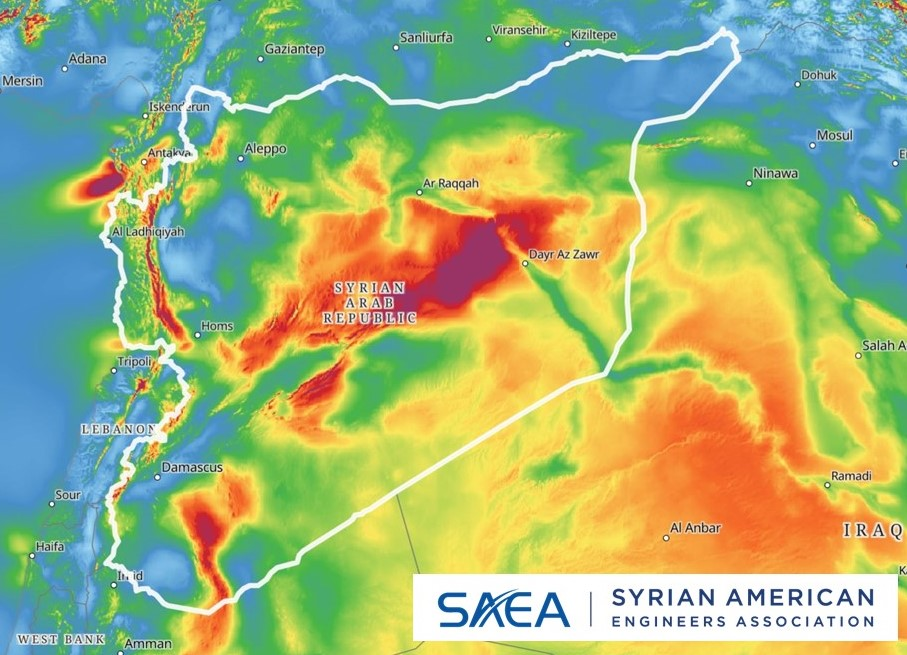 Viransehir
Kiziltepe
Sanliurfa
Gaziantep
Adana
Mersin
Dohuk
Iskenderun
Mosul
Aleppo
Antakya
Ninawa
Ar Raqqah
Al Ladhiqiyah
Dayr Az Zawr
SYRIAN
ARAB
REPUBLIC
Homs
Salah A
Tripoli
LEBANON
Damascus
Ramadi
Sour
Al Anbar
IRAQ
Haifa
WEST BANK
Amman
SAEA
SYRIAN AMERICAN
ENGINEERS ASSOCIATION